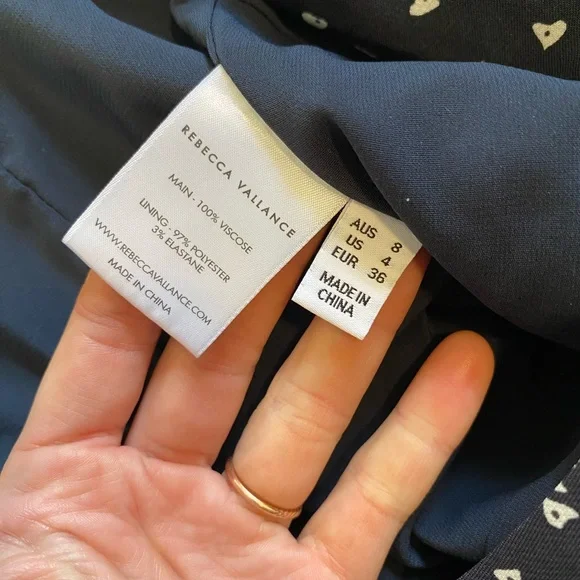 REBECCA VALLANCE
MAIN - 100% VISCOSE
LINING - 97% POLYESTER
3% ELASTANE
WWW.REBECCAVALLANCE.COM
MADE IN CHINA
AUS 8
US 4
EUR 36
MADE IN
CHINA